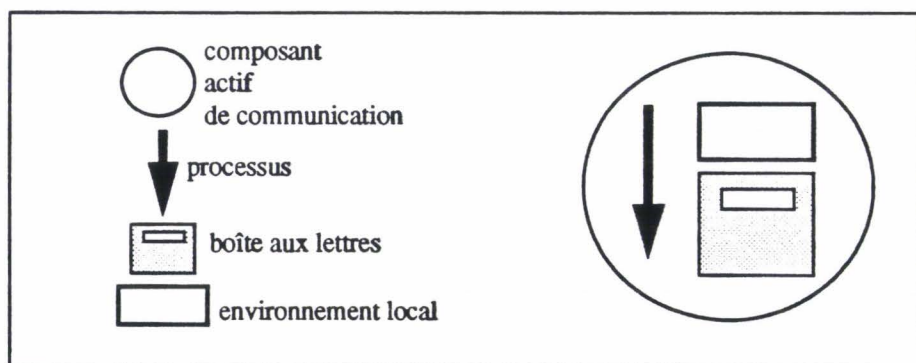 composant
actif
de communication
processus
boîte aux lettres
environnement local